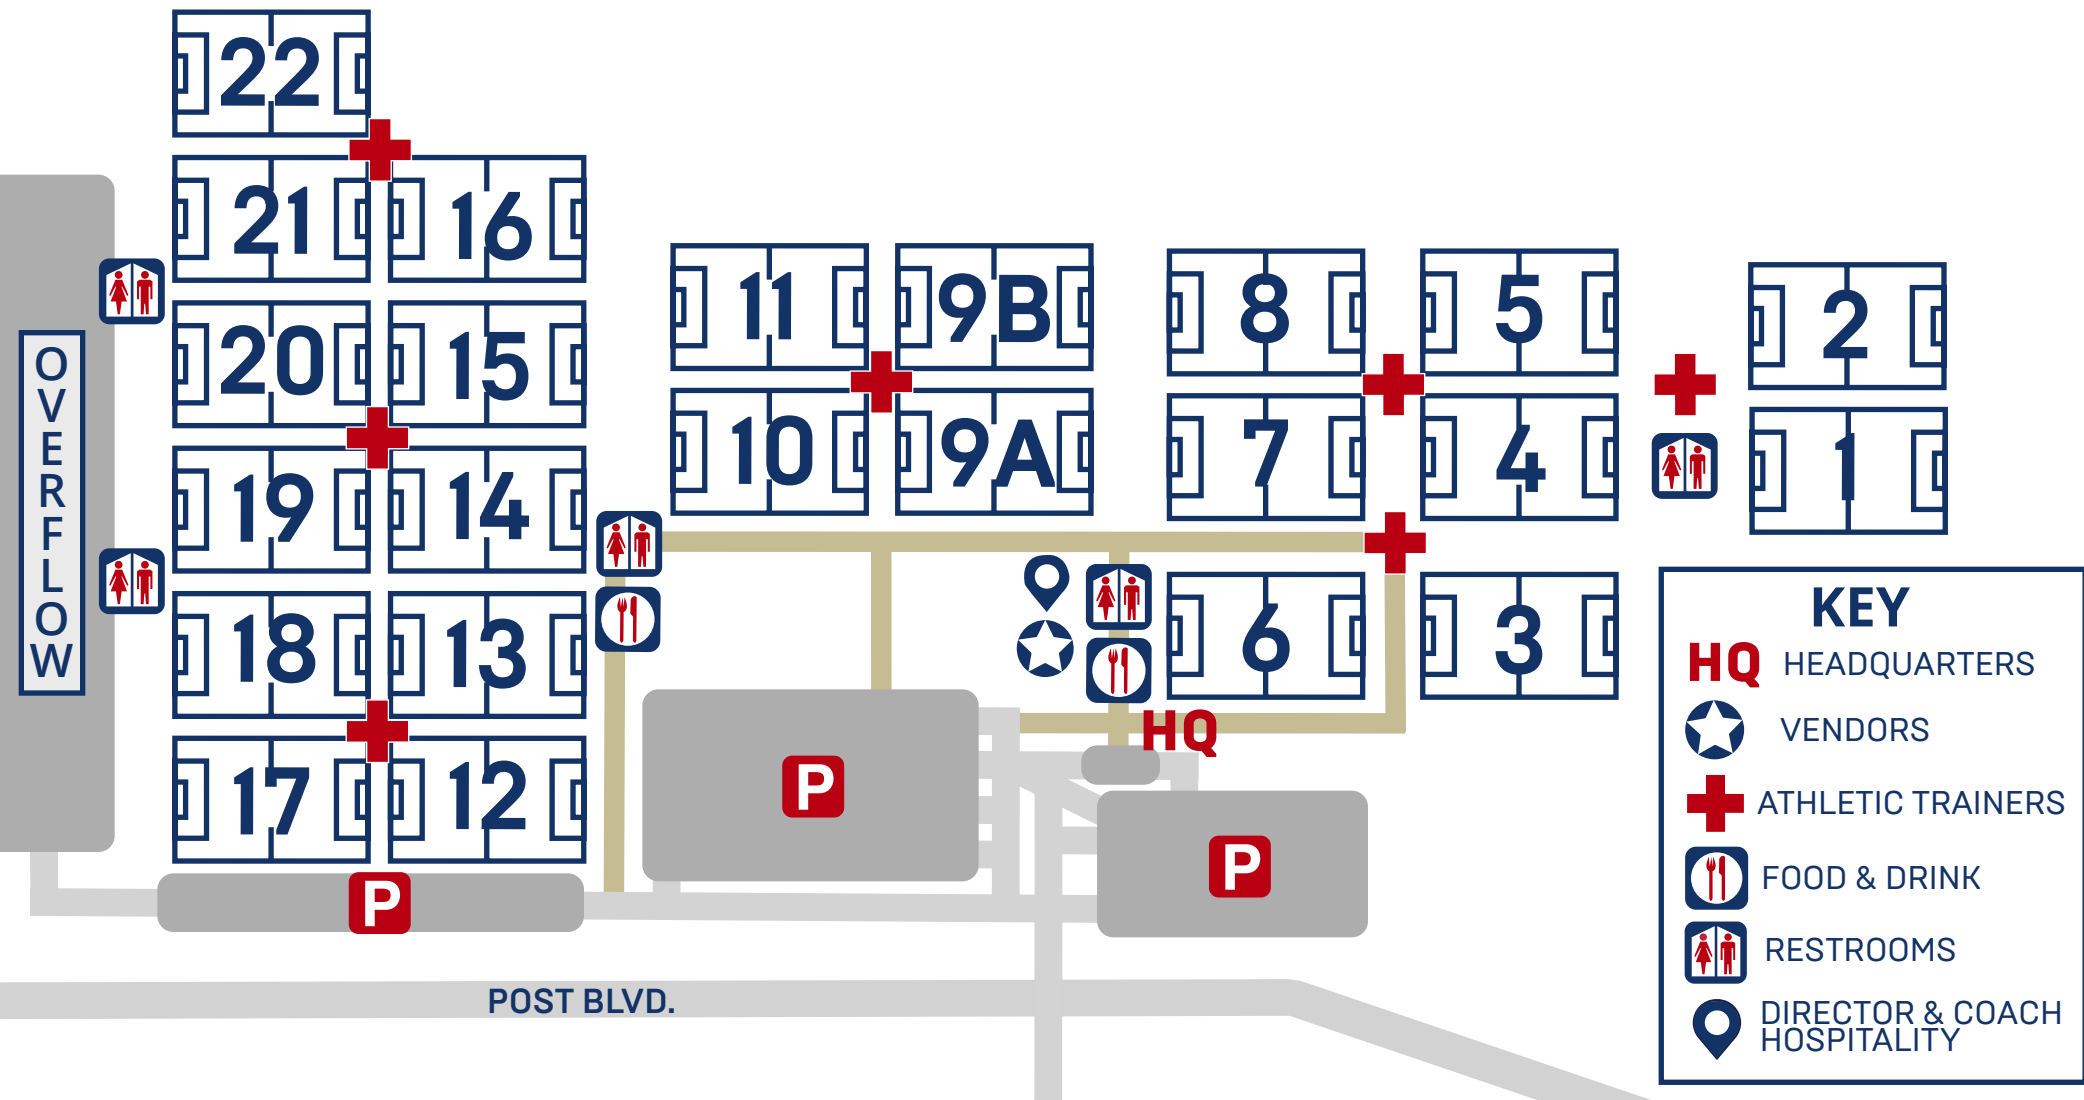 22
21
16
20
15
19
14
18
13
17
12
11
9B
10
9A
8
5
7
4
6
3
2
1
O
V
E
R
F
L
O
W
HQ
P
P
P
POST BLVD.
KEY
HQ HEADQUARTERS
VENDORS
ATHLETIC TRAINERS
FOOD & DRINK
RESTROOMS
DIRECTOR & COACH
HOSPITALITY